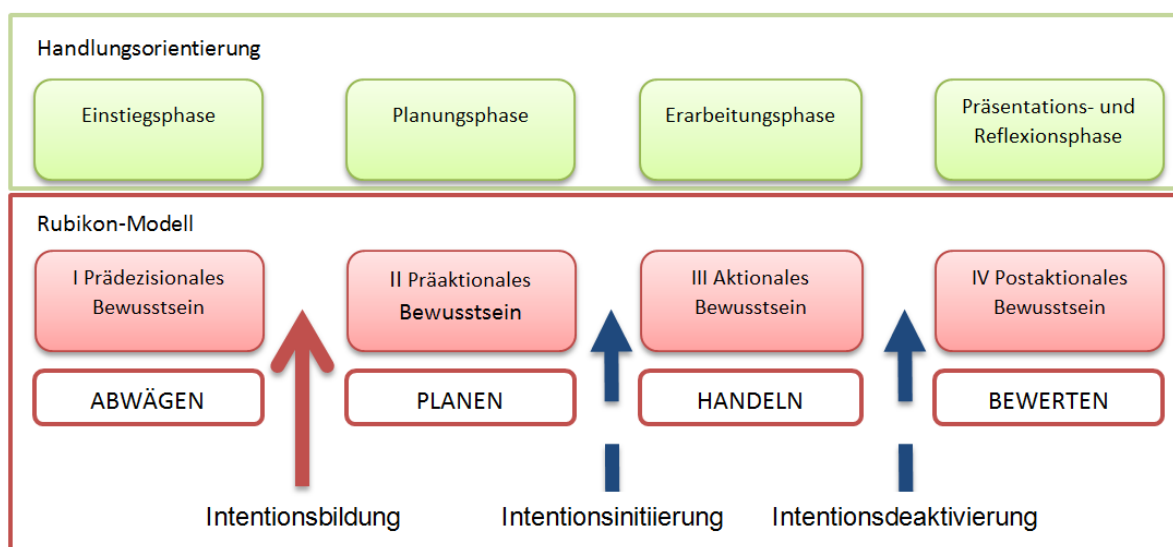 Handlungsorientierung
Einstiegsphase
Planungsphase
Erarbeitungsphase
Präsentations- und
Reflexionsphase
Rubikon-Modell
I Prädezisionales
Bewusstsein
II Präaktionales
Bewusstsein
III Aktionales
Bewusstsein
IV Postaktionales
Bewusstsein
ABWÄGEN
PLANEN
HANDELN
BEWERTEN
Intentionsbildung
Intentionsinitiierung
Intentionsdeaktivierung